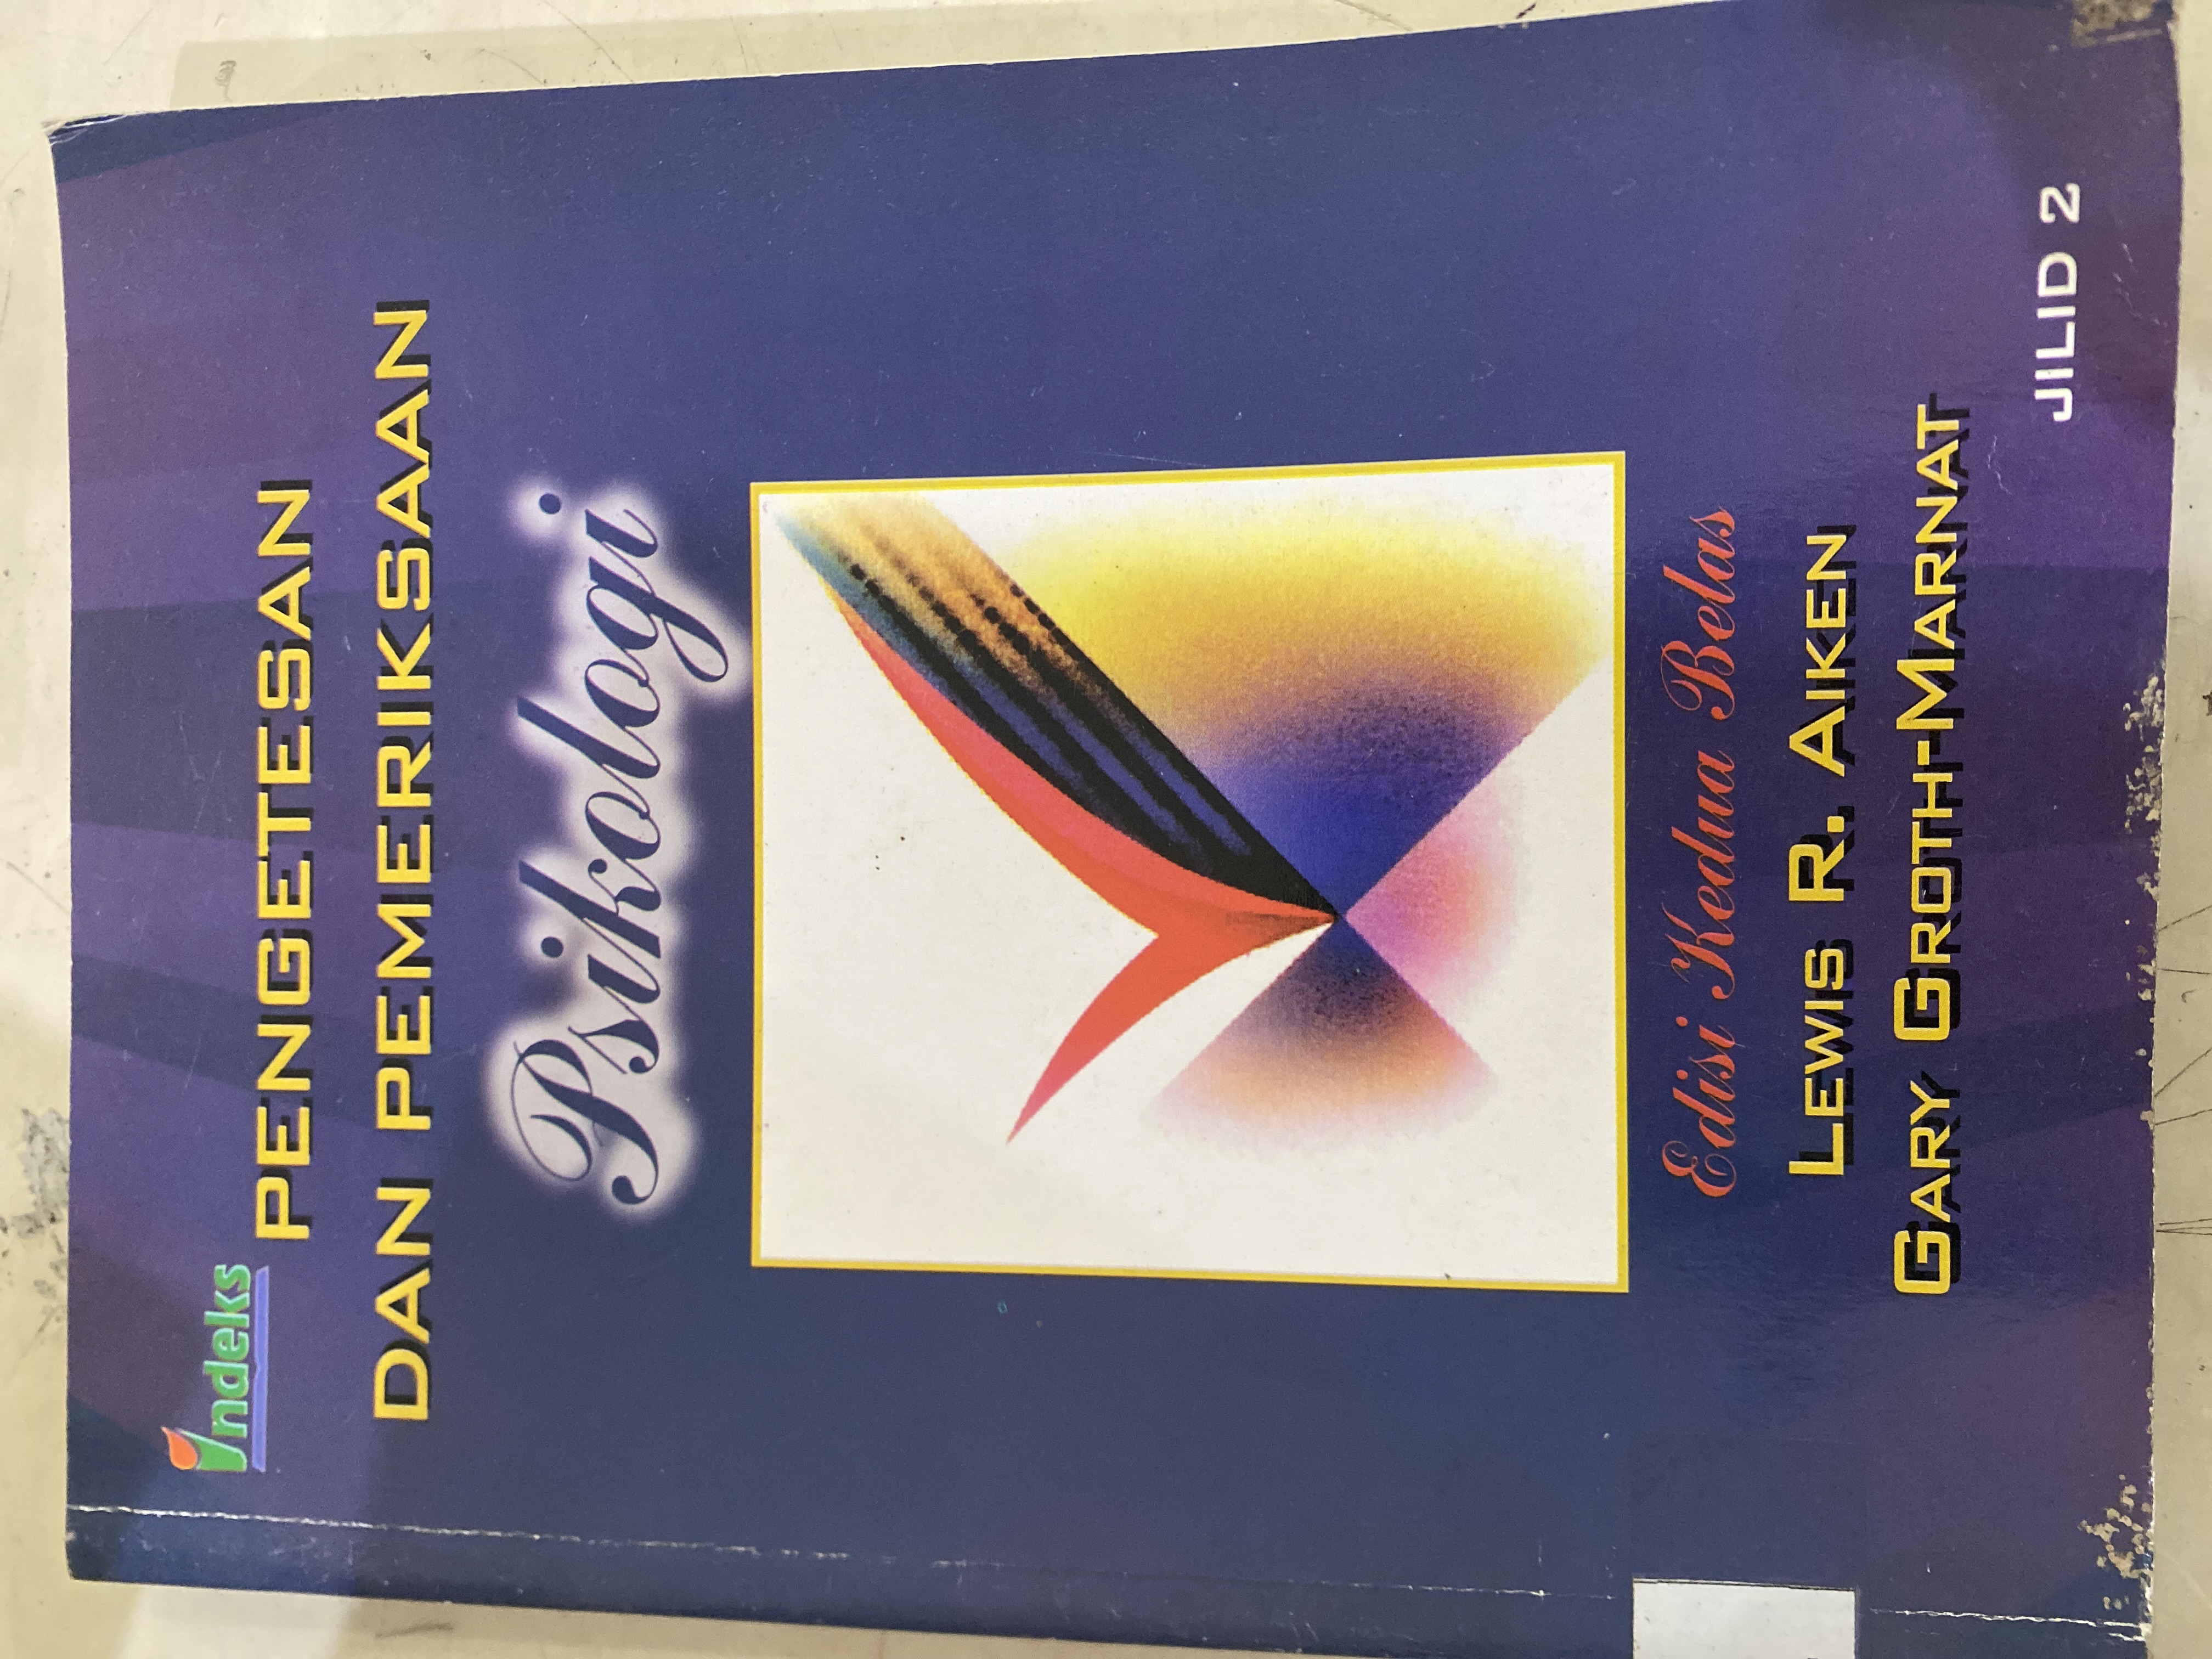 Indeks
PENGETESAN
DAN PEMERIKSAAN
Psikologi
Edisi Kedua Belas
LEWIS R. AIKEN
GARY GROTH-MARNAT
JILID 2